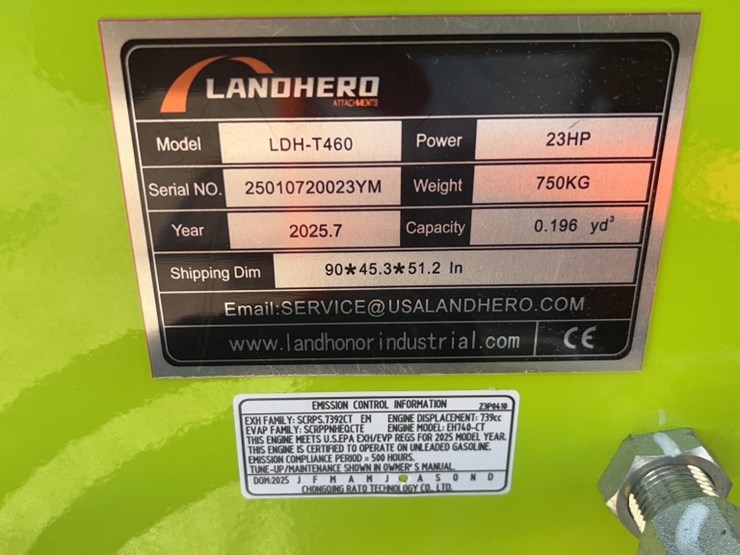 LANDHERO
ATTACHMENTS
Model LDH-T460 Power 23HP
Serial NO. 25010720023YM Weight 750KG
Year 2025.7 Capacity 0.196 yd³
Shipping Dim 90*45.3*51.2 In
Email:SERVICE@USALANDHERO.COM
www.landhonorindustrial.com CE
EMISSION CONTROL INFORMATION Z3P0410
EXH FAMILY: SCRPS.7392CT EM ENGINE DISPLACEMENT: 739cc
EVAP FAMILY: SCRPPNHEQCTE ENGINE MODEL: EH740-CT
THIS ENGINE MEETS U.S.EPA EXH/EVP REGS FOR 2025 MODEL YEAR.
THIS ENGINE IS CERTIFIED TO OPERATE ON UNLEADED GASOLINE.
EMISSION COMPLIANCE PERIOD = 500 HOURS.
TUNE-UP/MAINTENANCE SHOWN IN OWNER'S MANUAL
DOM:2025 J F M A M J A S O N D
CHONGQING RATO TECHNOLOGY CO., LTD.